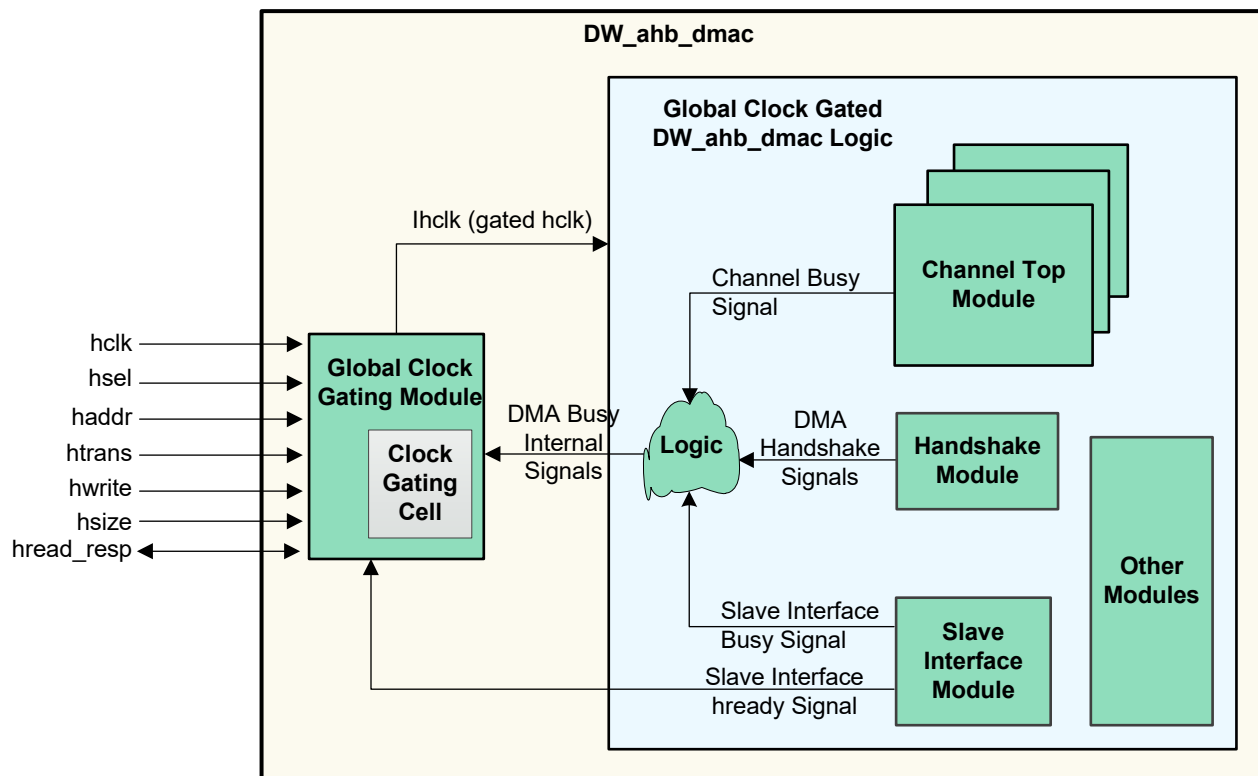 DW_ahb_dmac
Global Clock Gated
DW_ahb_dmac Logic
Ihclk (gated hclk)
Channel Busy
Signal
Channel Top
Module
hclk
hsel
haddr
htrans
hwrite
hsize
hread_resp
Global Clock
Gating Module
Clock
Gating
Cell
DMA Busy
Internal
Signals
Logic
DMA
Handshake
Signals
Handshake
Module
Other
Modules
Slave Interface
Busy Signal
Slave Interface
hready Signal
Slave
Interface
Module